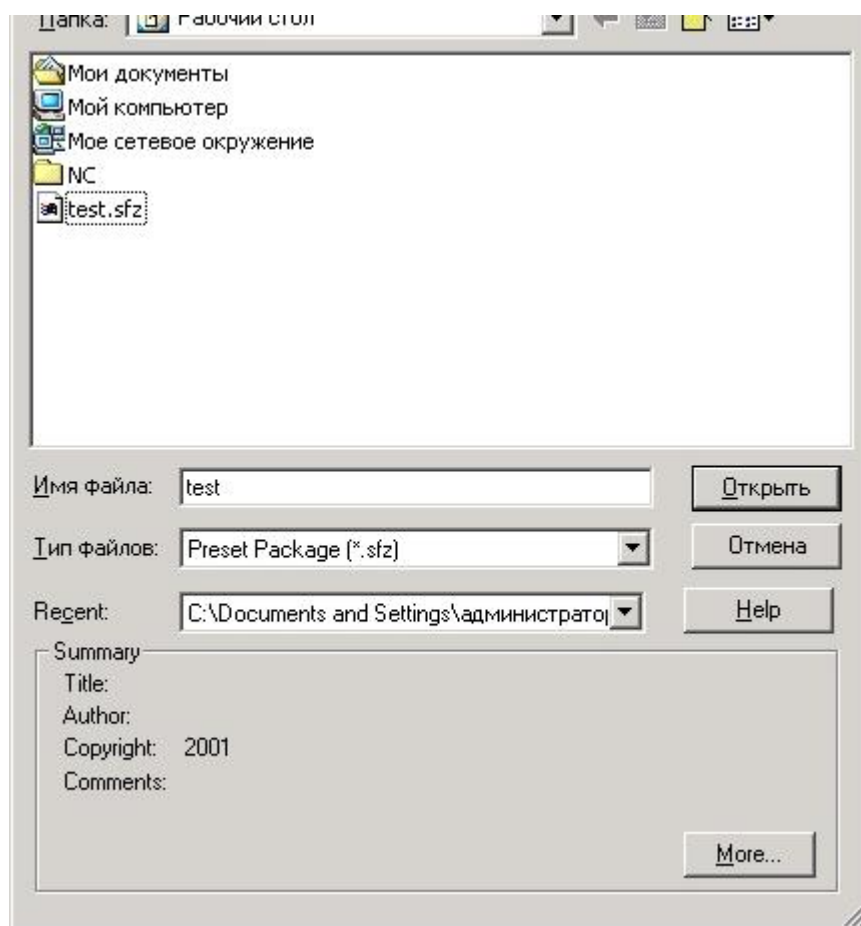 Папка: Рабочий стол
Мои документы
Мой компьютер
Мое сетевое окружение
NC
test.sfz
Имя файла: test Открыть
Тип файлов: Preset Package (*.sfz) Отмена
Recent: C:\Documents and Settings\администратор Help
Summary
Title:
Author:
Copyright: 2001
Comments:
More...